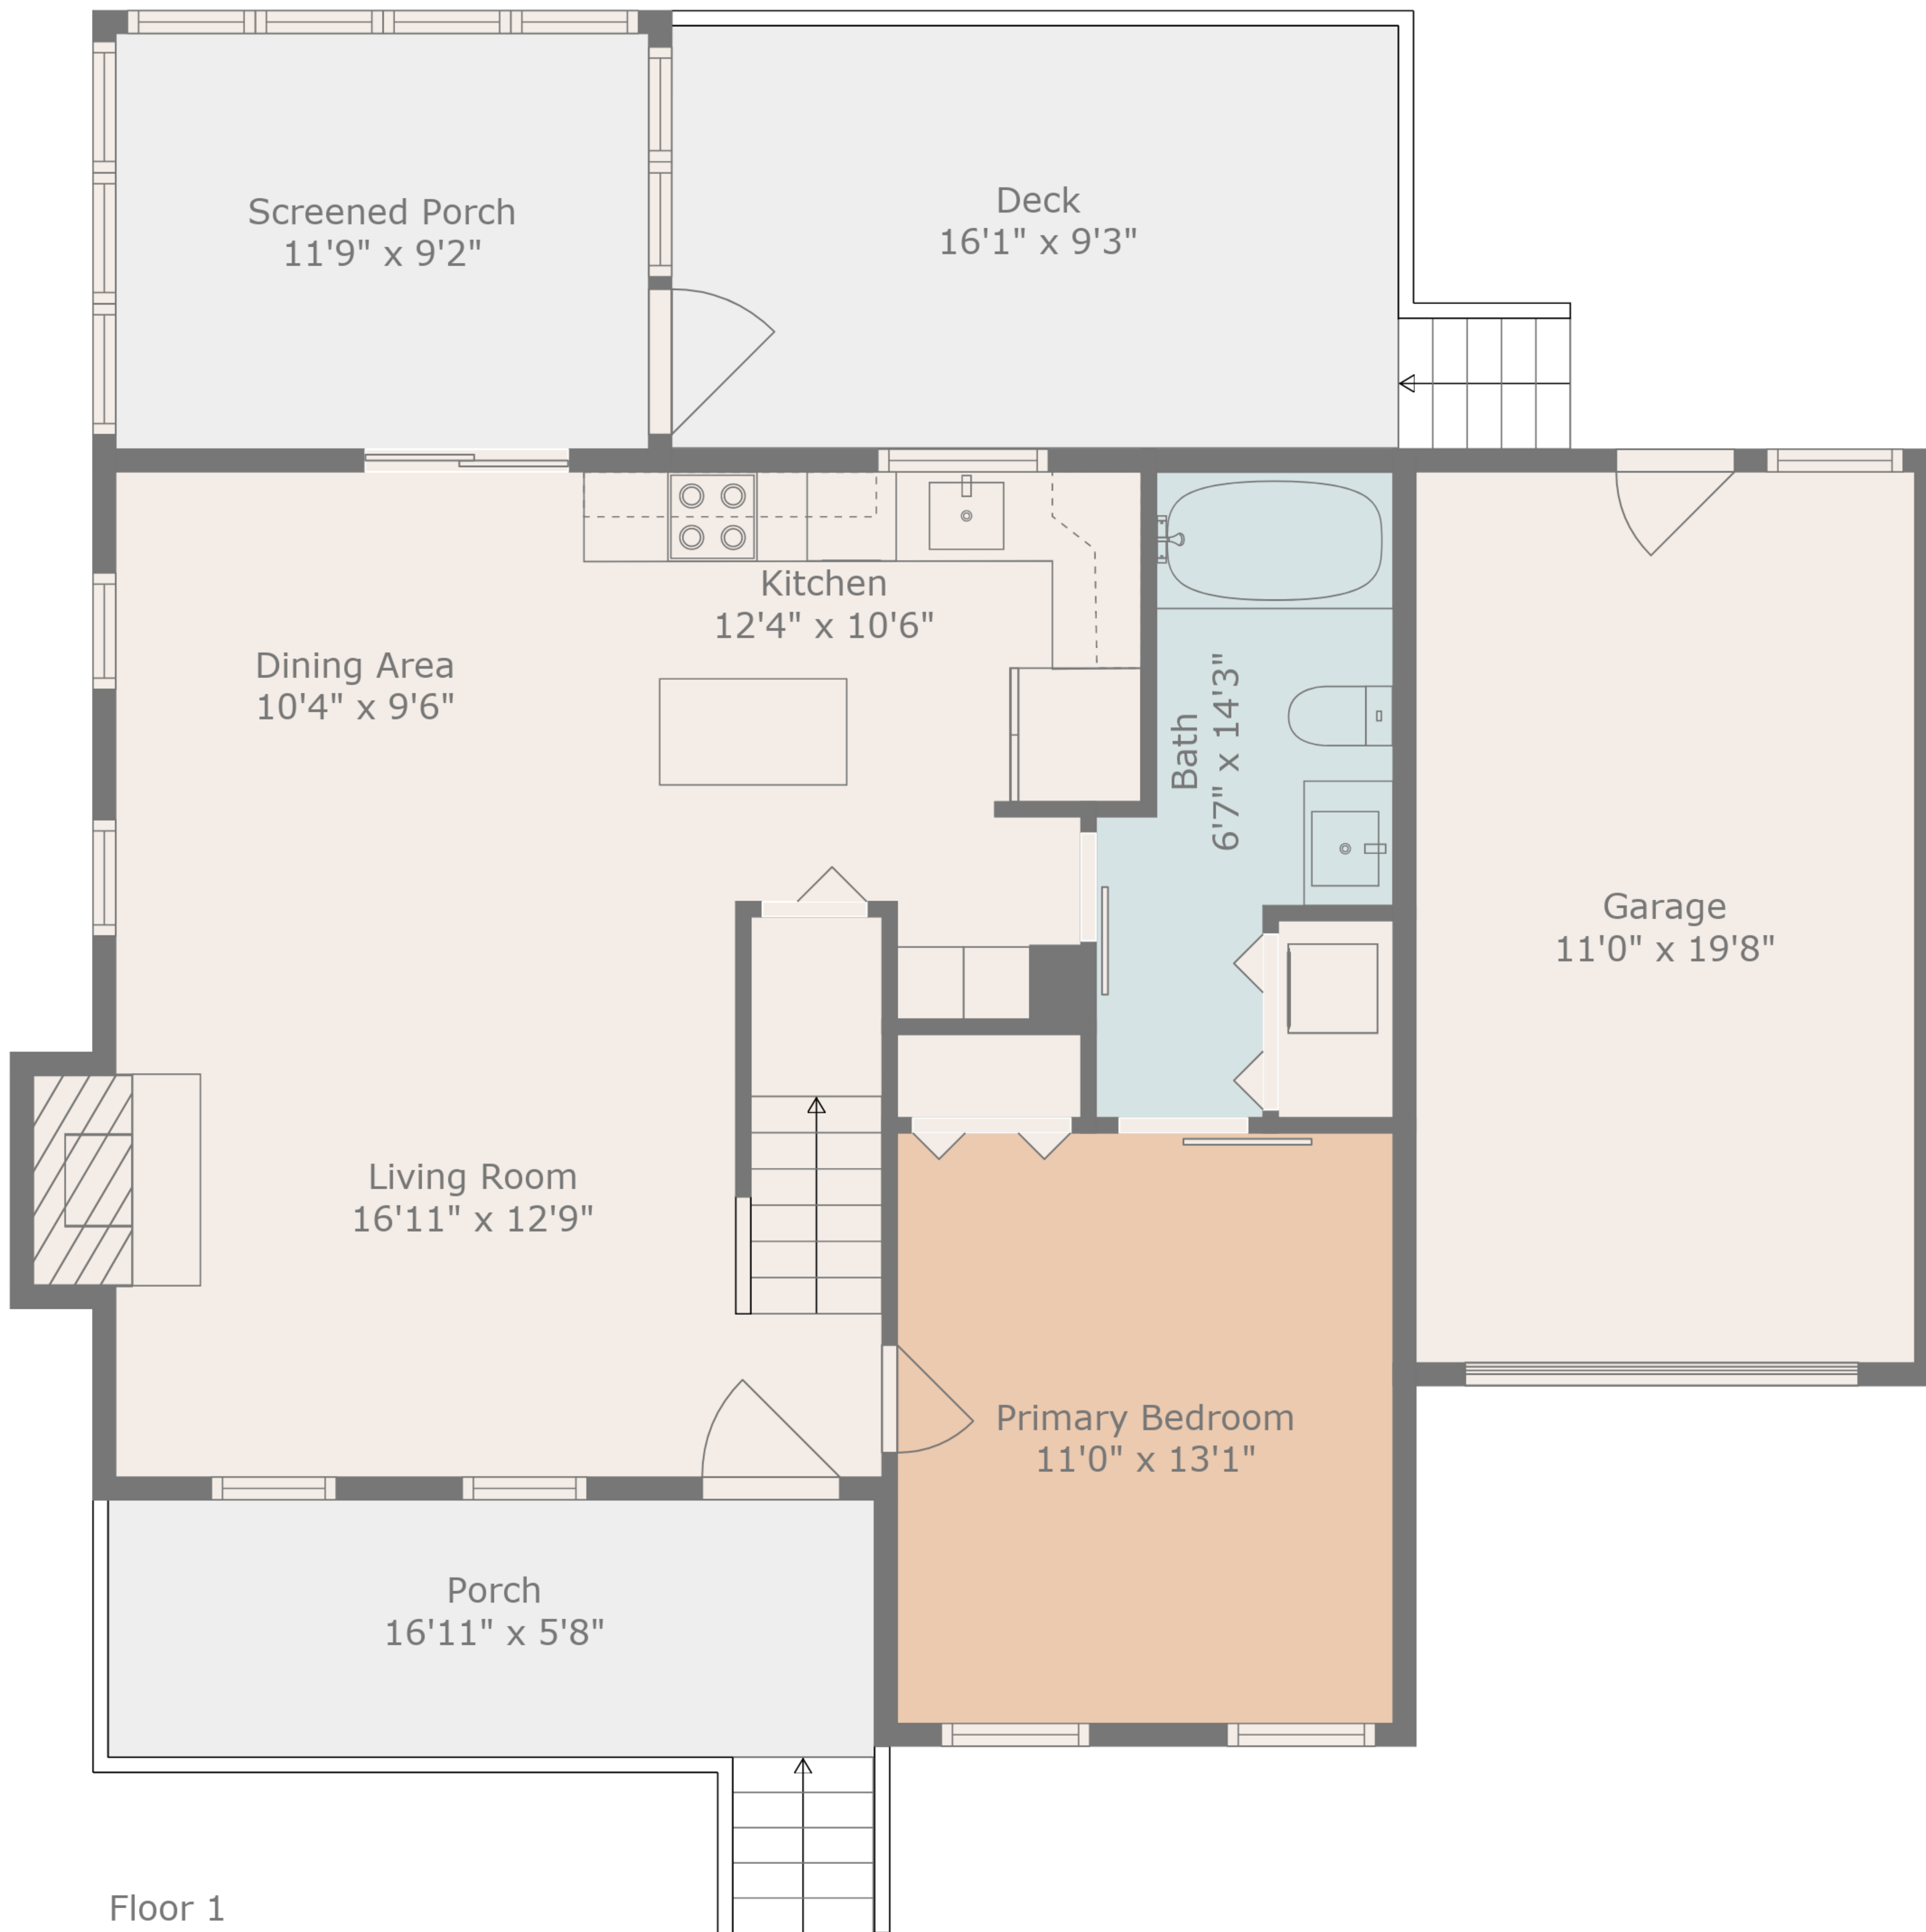 Screened Porch
11'9" x 9'2"
Deck
16'1" x 9'3"
Kitchen
12'4" x 10'6"
Dining Area
10'4" x 9'6"
Bath
6'7" x 14'3"
Garage
11'0" x 19'8"
Living Room
16'11" x 12'9"
Primary Bedroom
11'0" x 13'1"
Porch
16'11" x 5'8"
Floor 1